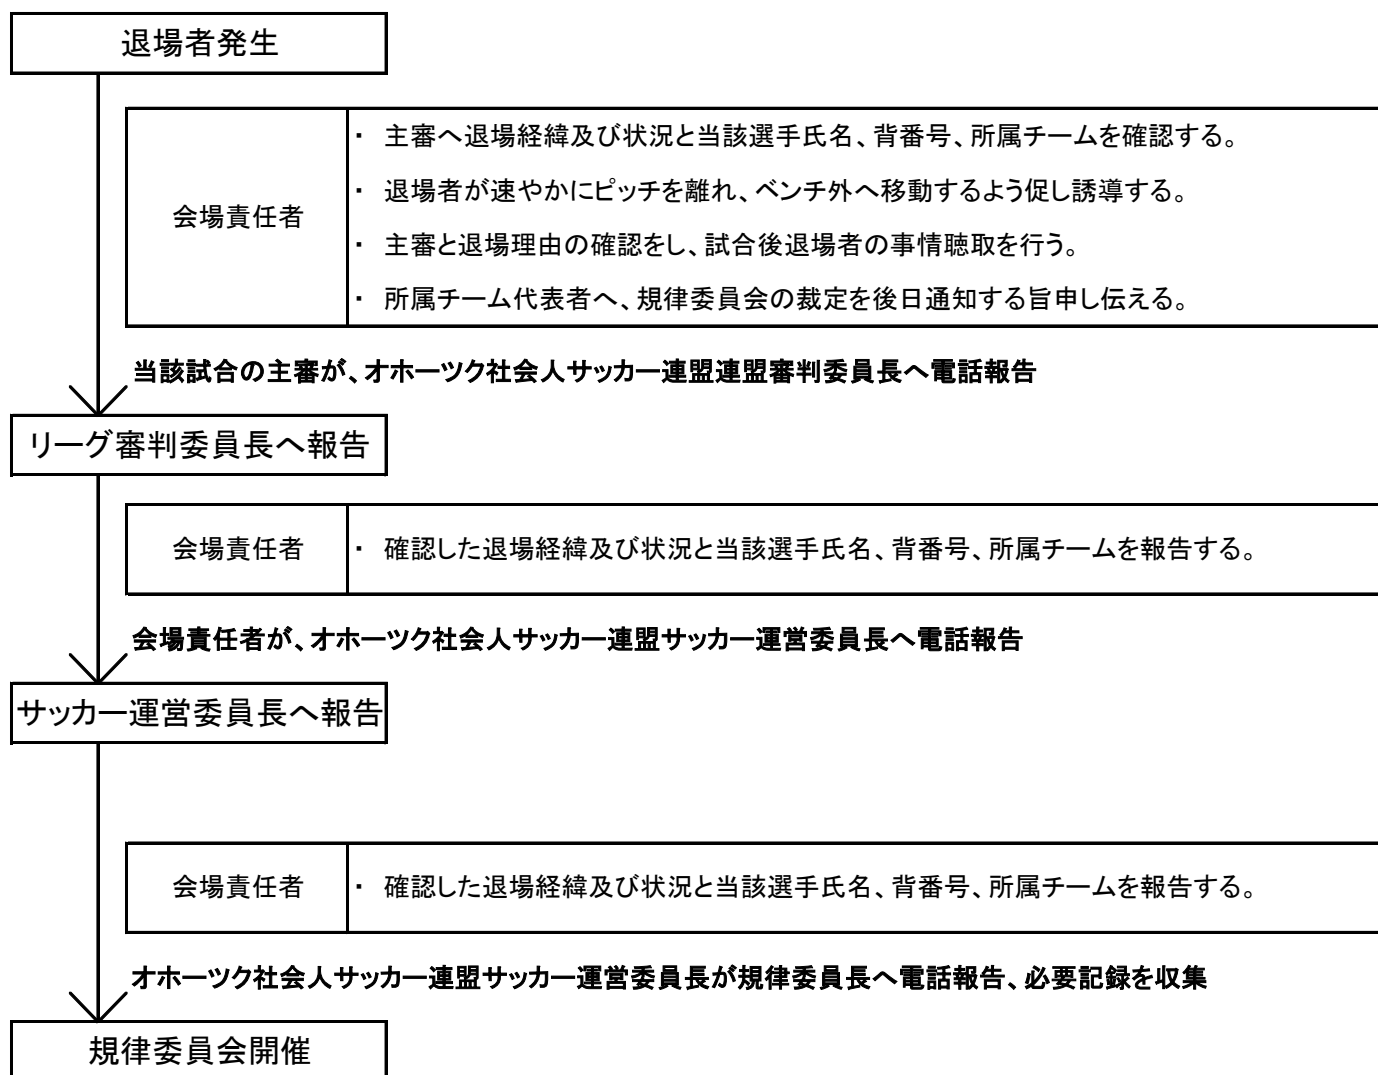 退場者発生
会場責任者
・ 主審へ退場経緯及び状況と当該選手氏名、背番号、所属チームを確認する。
・ 退場者が速やかにピッチを離れ、ベンチ外へ移動するよう促し誘導する。
・ 主審と退場理由の確認をし、試合後退場者の事情聴取を行う。
・ 所属チーム代表者へ、規律委員会の裁定を後日通知する旨申し伝える。
当該試合の主審が、オホーツク社会人サッカー連盟連盟審判委員長へ電話報告
リーグ審判委員長へ報告
会場責任者
・ 確認した退場経緯及び状況と当該選手氏名、背番号、所属チームを報告する。
会場責任者が、オホーツク社会人サッカー連盟サッカー運営委員長へ電話報告
サッカー運営委員長へ報告
会場責任者
・ 確認した退場経緯及び状況と当該選手氏名、背番号、所属チームを報告する。
オホーツク社会人サッカー連盟サッカー運営委員長が規律委員長へ電話報告、必要記録を収集
規律委員会開催